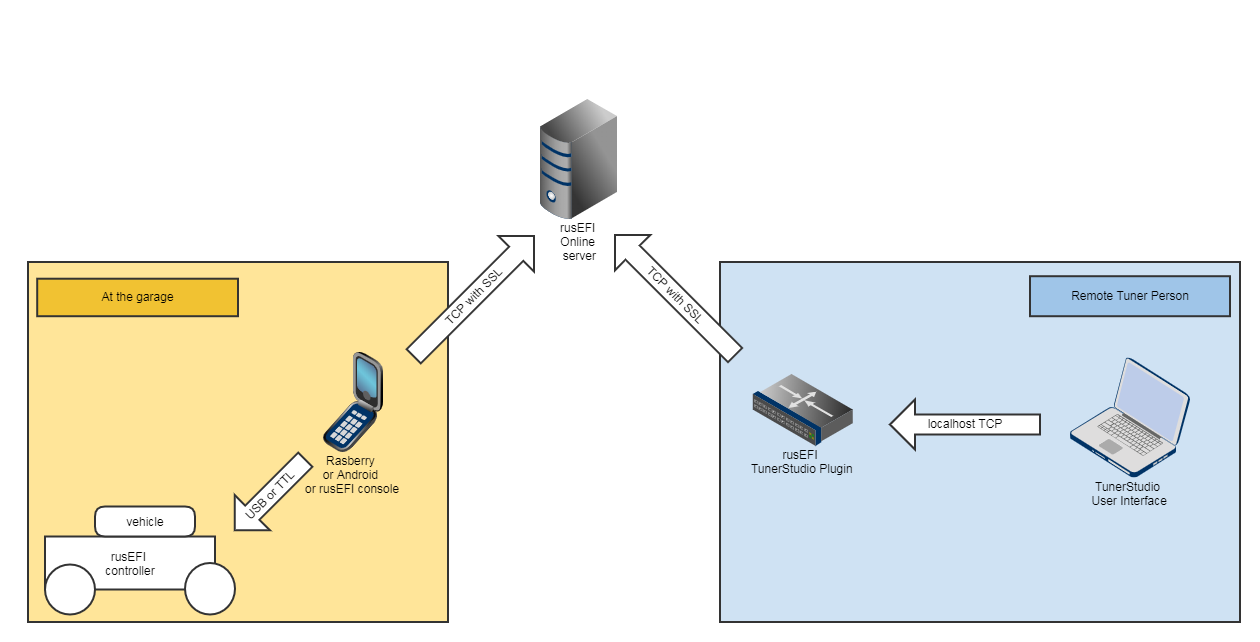 rusEFI
Online
server
At the garage
TCP with SSL
Rasberry
or Android
or rusEFI console
USB or TTL
vehicle
rusEFI
controller
TCP with SSL
Remote Tuner Person
rusEFI
TunerStudio Plugin
localhost TCP
TunerStudio
User Interface